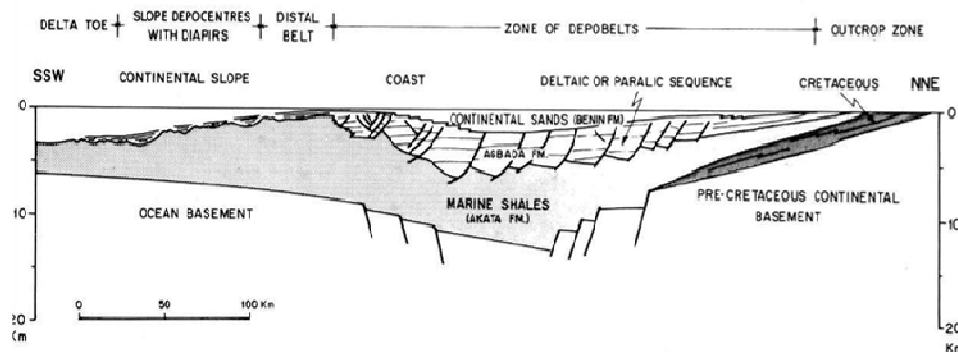 DELTA TOE
SLOPE DEPOCENTRES
WITH DIAPIRS
DISTAL
BELT
ZONE OF DEPOBELTS
OUTCROP ZONE
SSW
CONTINENTAL SLOPE
COAST
DELTAIC OR PARALIC SEQUENCE
CRETACEOUS
NNE
0
0
CONTINENTAL SANDS (BENIN FM)
AGBADA FM.
MARINE SHALES
(AKATA FM.)
OCEAN BASEMENT
PRE-CRETACEOUS CONTINENTAL
BASEMENT
10
10
0 50 100 Km
20
Km
20
Km